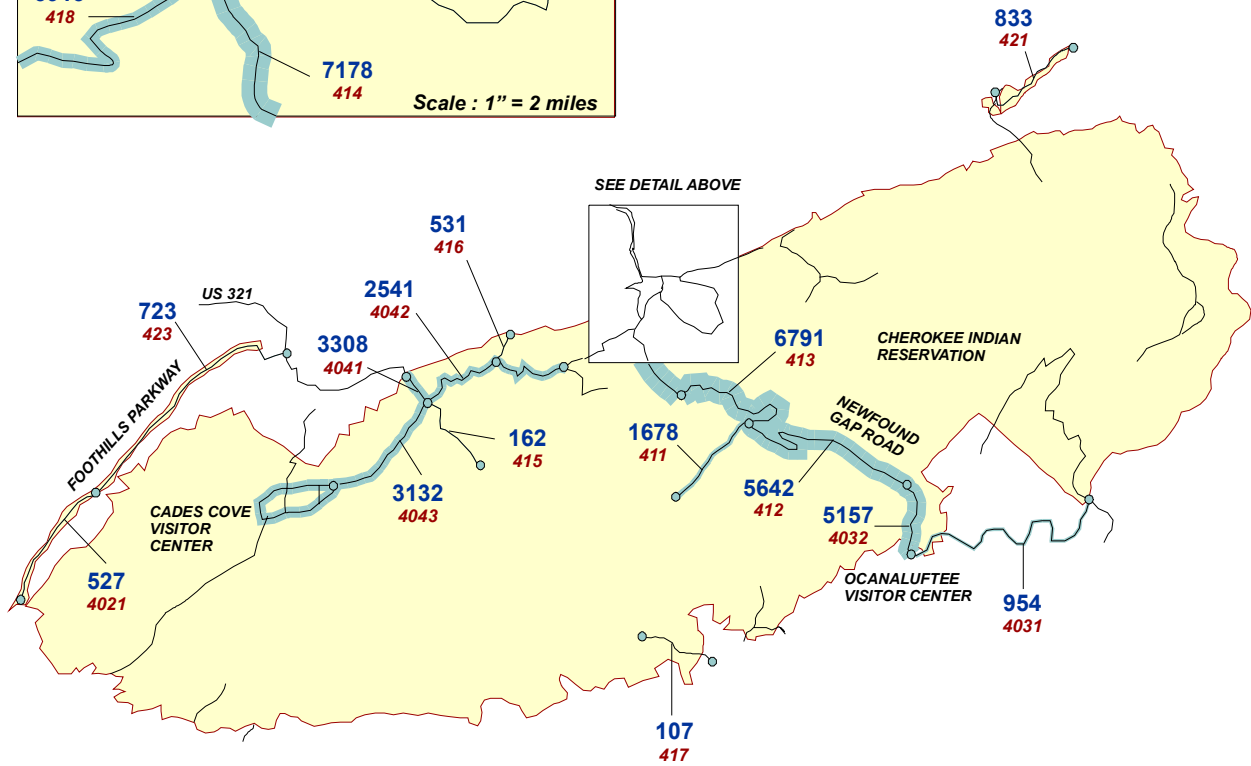 418
7178
414
Scale : 1” = 2 miles
833
421
SEE DETAIL ABOVE
531
416
2541
4042
US 321
723
423
3308
4041
6791
413
CHEROKEE INDIAN
RESERVATION
FOOTHILLS PARKWAY
NEWFOUND
GAP ROAD
162
415
1678
411
3132
4043
5642
412
CADES COVE
VISITOR
CENTER
5157
4032
527
4021
OCANALUFTEE
VISITOR CENTER
954
4031
107
417